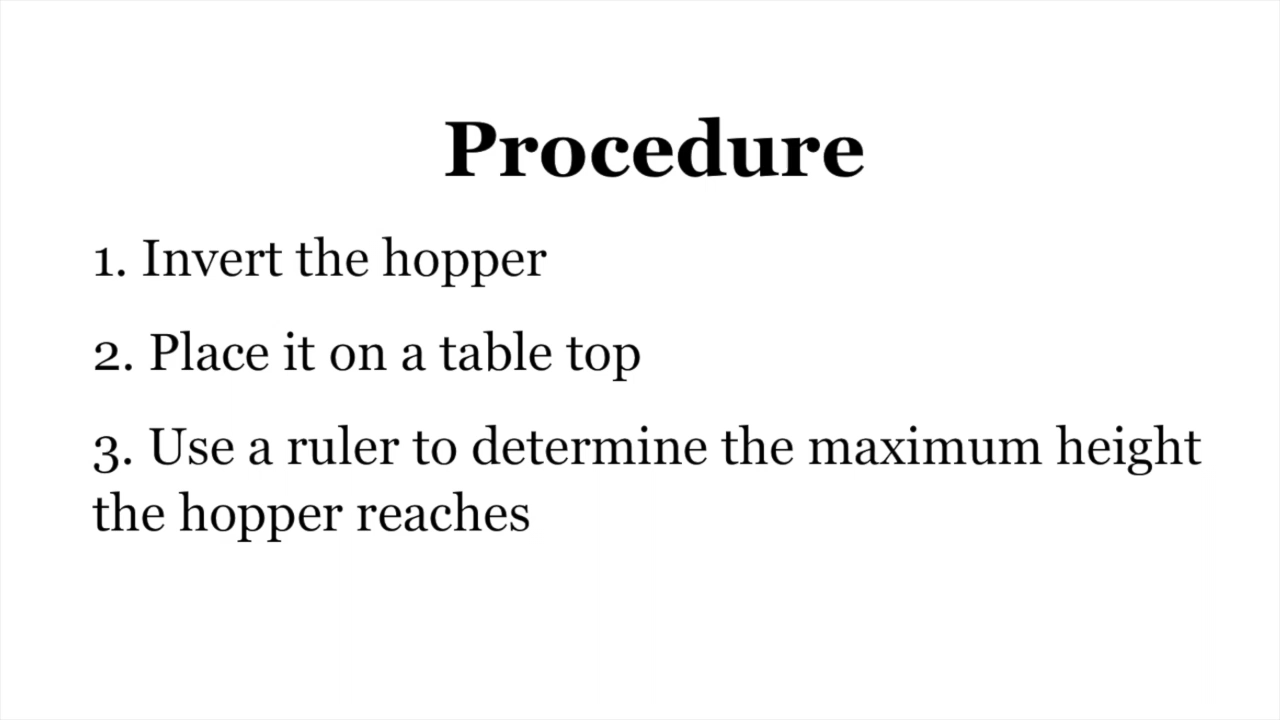 Procedure
1. Invert the hopper
2. Place it on a table top
3. Use a ruler to determine the maximum height
the hopper reaches